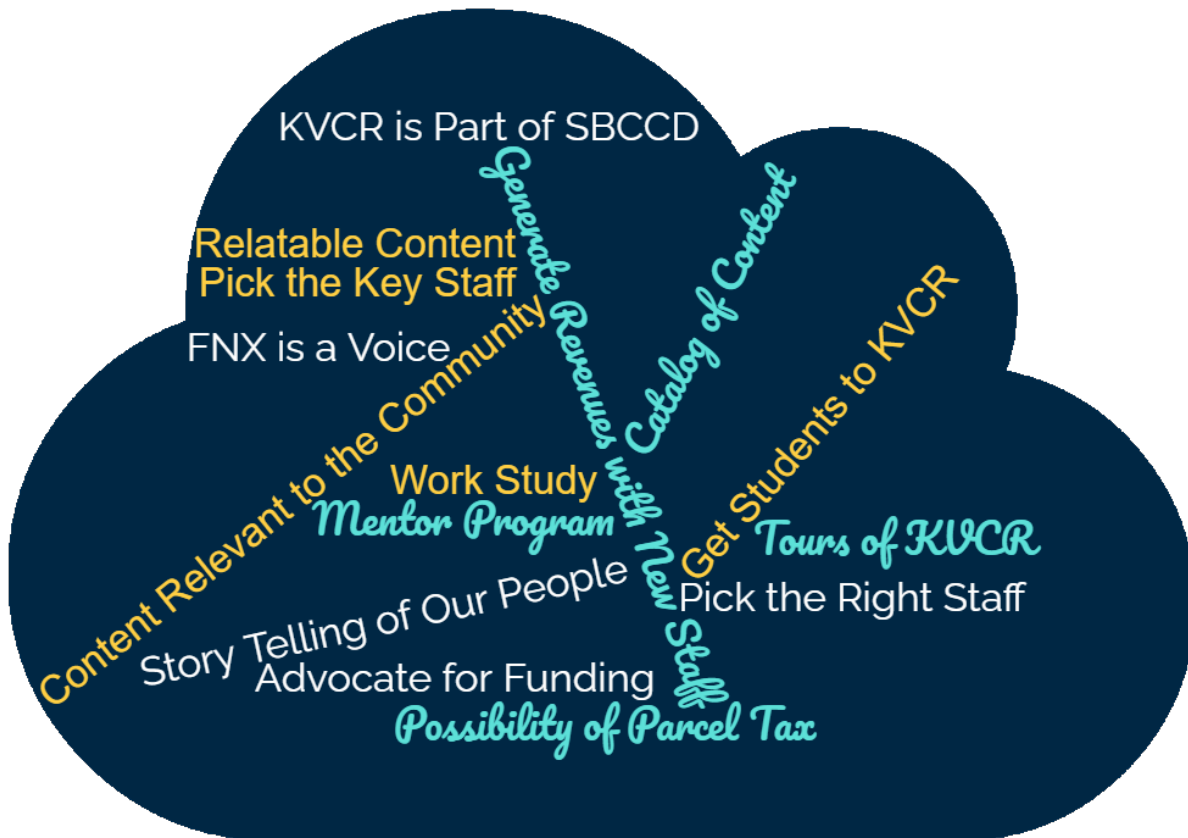 KVCR is Part of SBCCD
Generate Revenues with New Staff
Catalog of Content
Relatable Content
Pick the Key Staff
FNX is a Voice
Content Relevant to the Community
Get Students to KVCR
Work Study
Mentor Program
Tours of KVCR
Story Telling of Our People
Pick the Right Staff
Advocate for Funding
Possibility of Parcel Tax